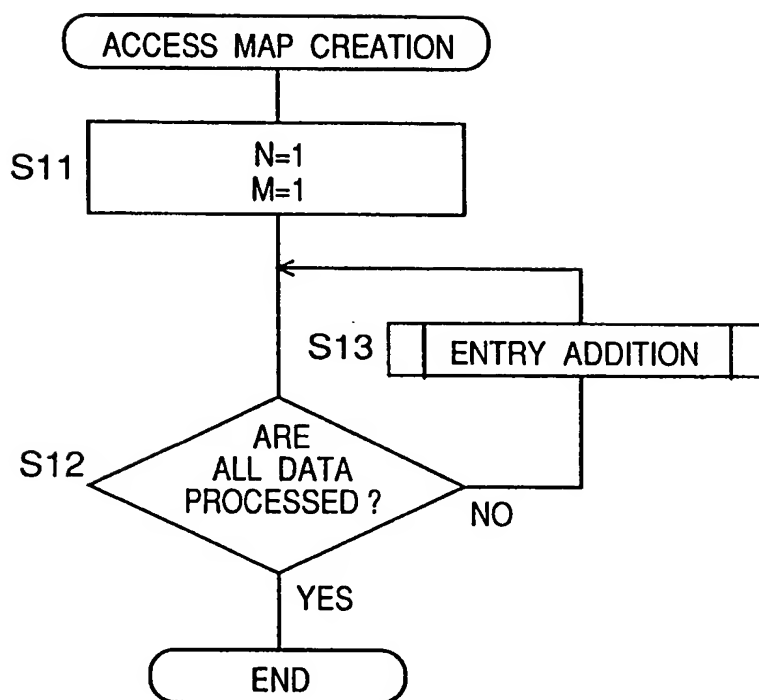 ACCESS MAP CREATION
S11
N=1
M=1
S13
ENTRY ADDITION
S12
ARE
ALL DATA
PROCESSED ?
NO
YES
END